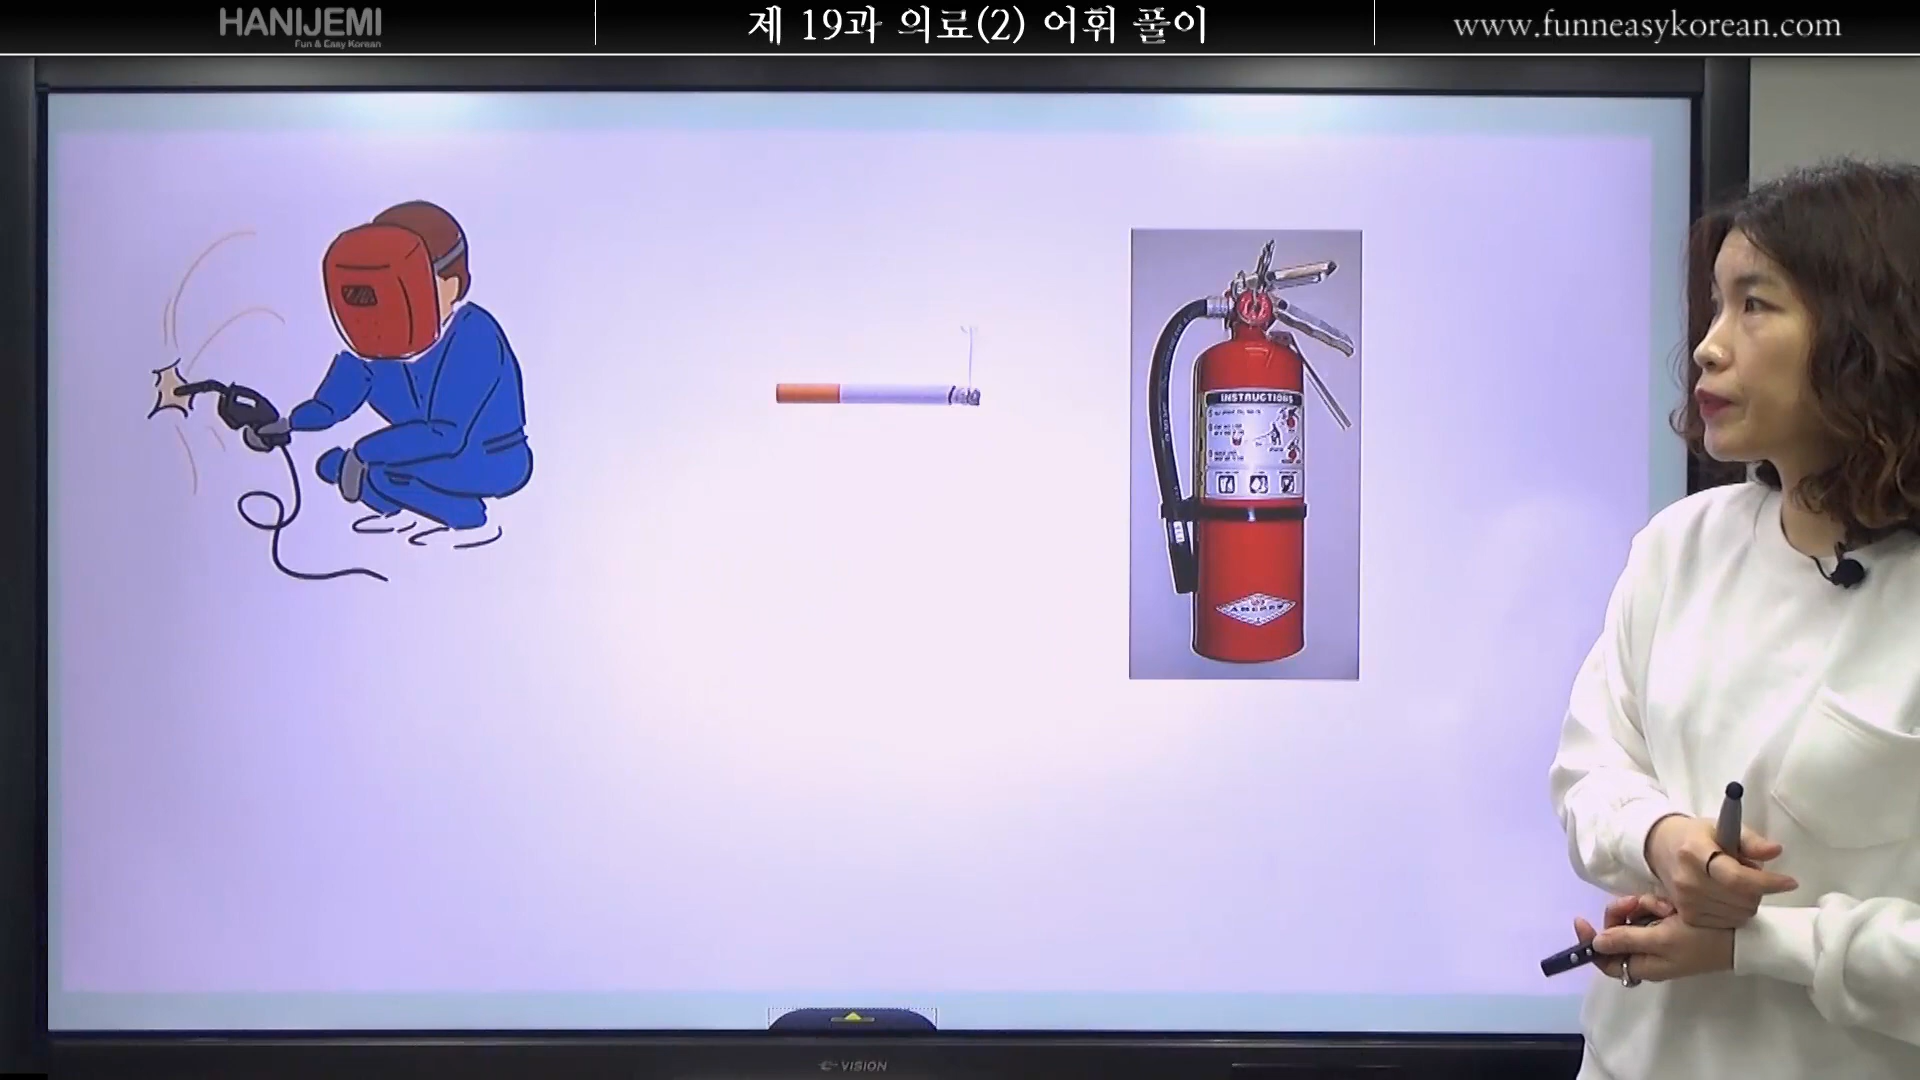 HANIJEMI
Fun & Easy Korean
제 19과 의료(2) 어휘 풀이
www.funneasykorean.com
INSTRUCTIONS
AMEREX
VISION